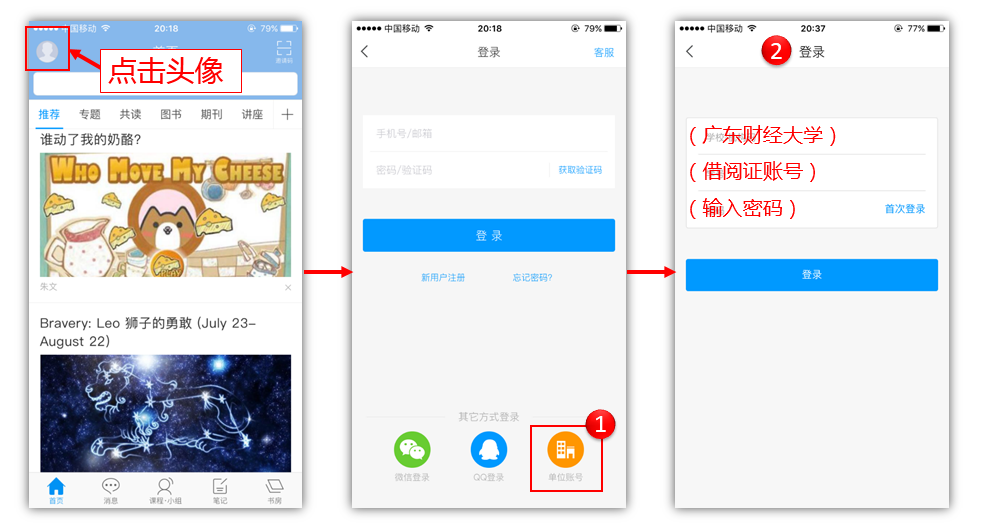 中国移动 20:18 79%
首页
邀请码
点击头像
推荐 专题 共读 图书 期刊 讲座
谁动了我的奶酪?
WHO MOVE MY CHEESE
朱文
Bravery: Leo 狮子的勇敢 (July 23-
August 22)
首页 消息 课程·小组 笔记 书房
中国移动 20:18 79%
登录 客服
手机号/邮箱
密码/验证码 获取验证码
登 录
新用户注册 忘记密码?
其它方式登录
1
微信登录 QQ登录 单位账号
中国移动 20:37 77%
2 登录
(广东财经大学)
(借阅证账号)
(输入密码) 首次登录
登录